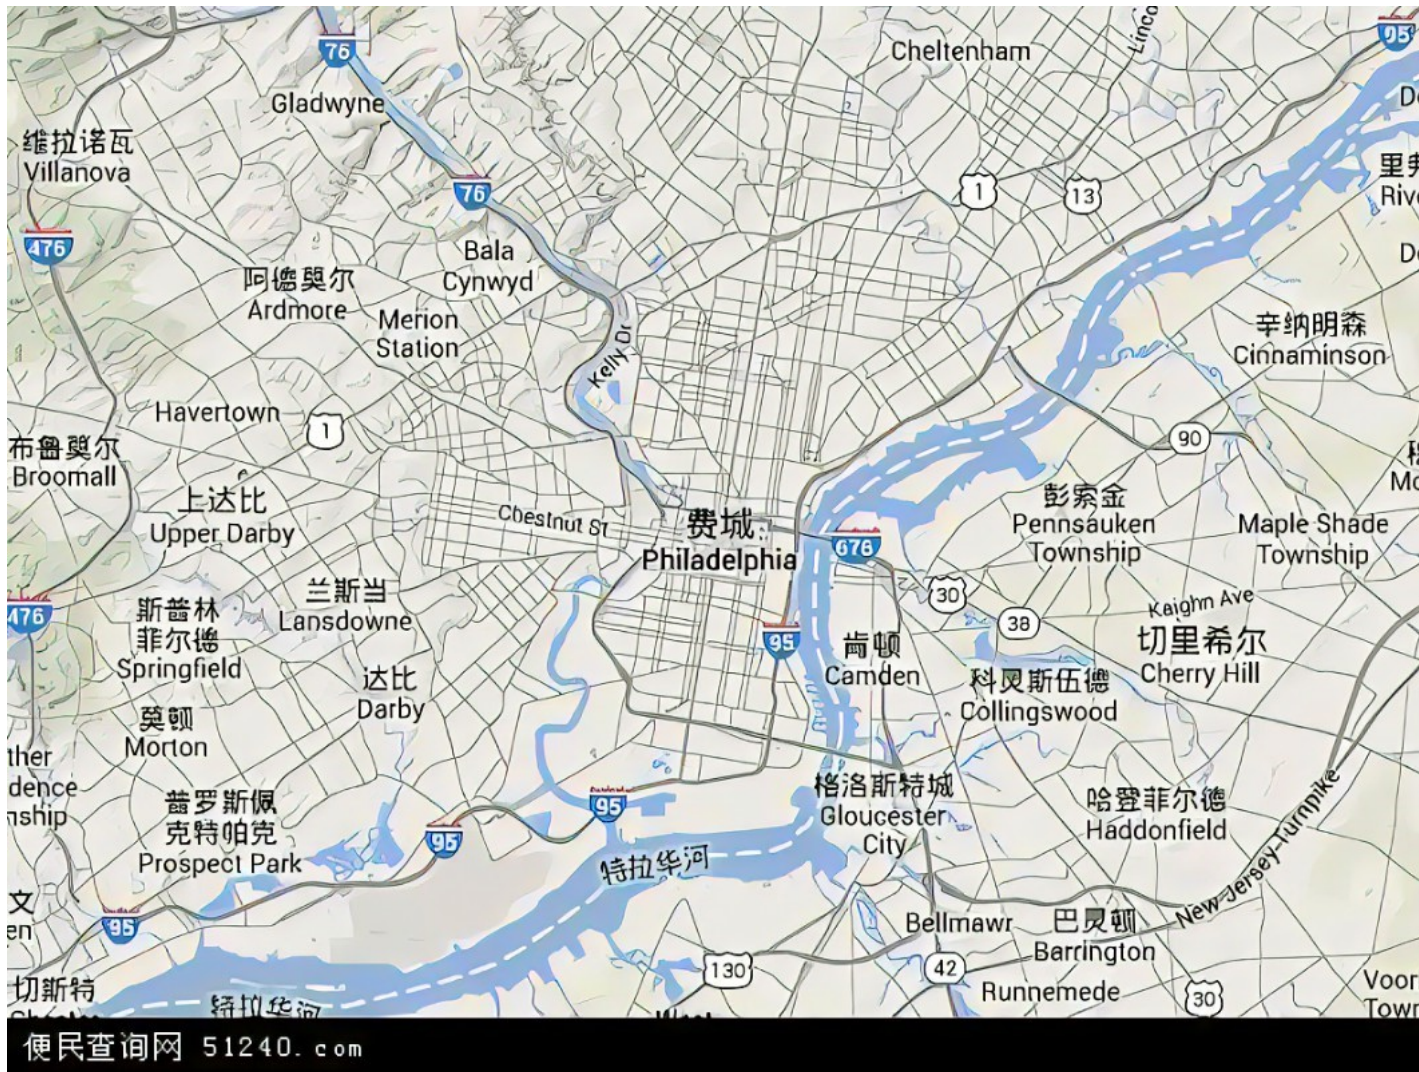 76
Cheltenham
95
Gladwyne
维拉诺瓦
Villanova
76
1
13
476
Bala
Cynwyd
阿德莫尔
Ardmore
Merion
Station
Kelly Dr
辛纳明森
Cinnaminson
Havertown
1
90
布鲁莫尔
Broomall
上达比
Upper Darby
Chestnut St
费城
Philadelphia
676
彭索金
Pennsauken
Township
Maple Shade
Township
476
斯普林
菲尔德
Springfield
兰斯当
Lansdowne
30
38
Kaighn Ave
切里希尔
Cherry Hill
95
肯顿
Camden
科灵斯伍德
Collingswood
达比
Darby
莫顿
Morton
普罗斯佩
克特帕克
Prospect Park
95
95
95
格洛斯特城
Gloucester
City
哈登菲尔德
Haddonfield
特拉华河
New Jersey Turnpike
Bellmawr
巴灵顿
Barrington
130
42
Runnemede
30
切斯特
特拉华河
便民查询网 51240.com